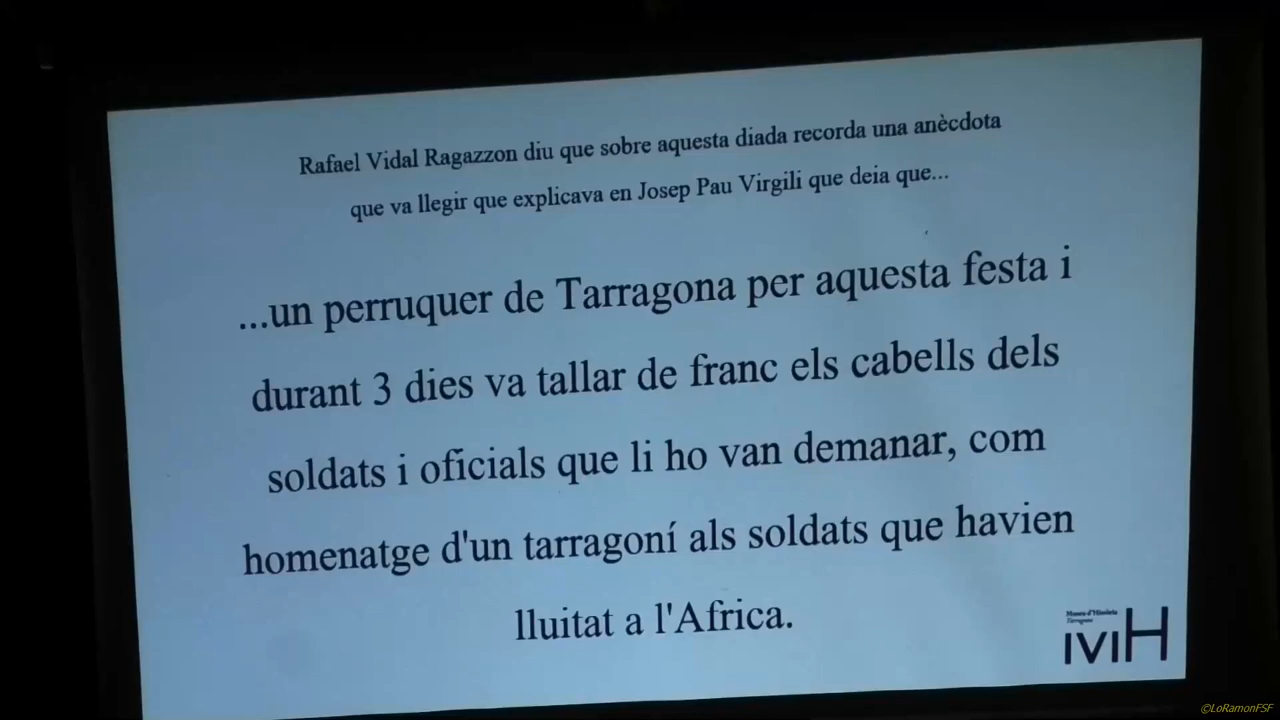 Rafael Vidal Ragazzon diu que sobre aquesta diada recorda una anècdota
que va llegir que explicava en Josep Pau Virgili que deia que...
...un perruquer de Tarragona per aquesta festa i
durant 3 dies va tallar de franc els cabells dels
soldats i oficials que li ho van demanar, com
homenatge d'un tarragoní als soldats que havien
lluitat a l'Africa.
Museu d'Història
Tarragona
©LoRamonFSF